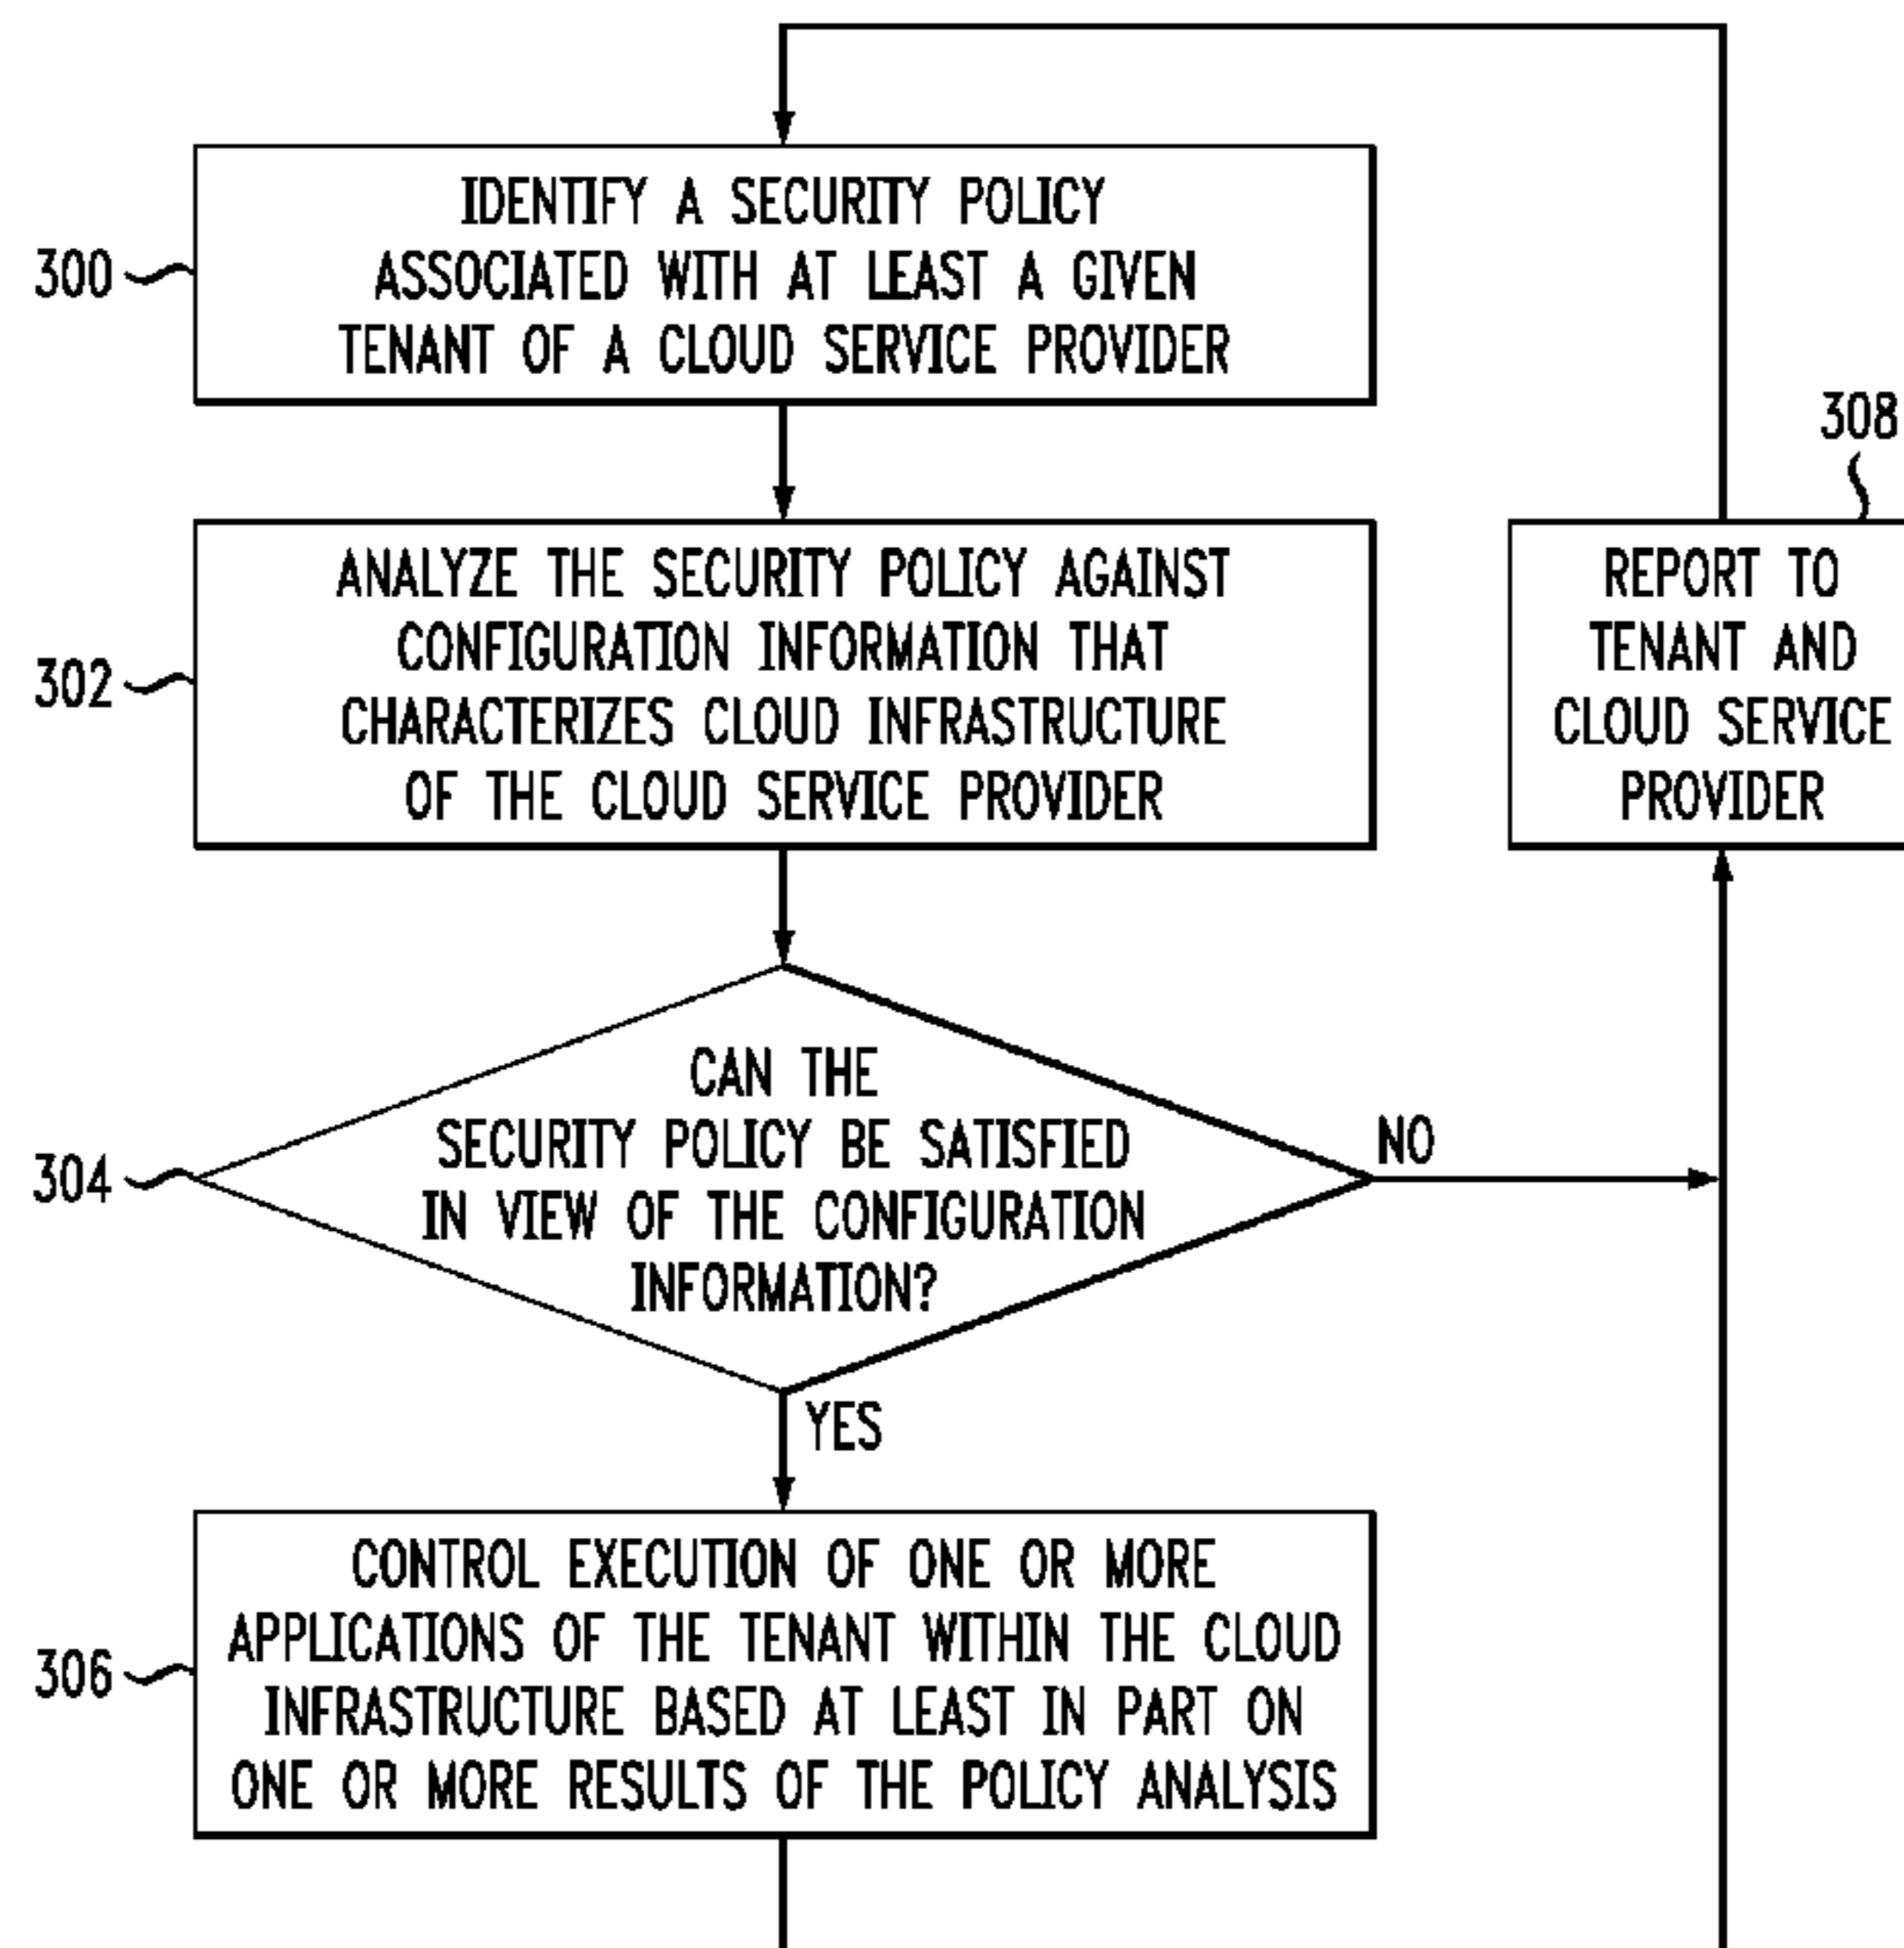 300
IDENTIFY A SECURITY POLICY
ASSOCIATED WITH AT LEAST A GIVEN
TENANT OF A CLOUD SERVICE PROVIDER
302
ANALYZE THE SECURITY POLICY AGAINST
CONFIGURATION INFORMATION THAT
CHARACTERIZES CLOUD INFRASTRUCTURE
OF THE CLOUD SERVICE PROVIDER
308
REPORT TO
TENANT AND
CLOUD SERVICE
PROVIDER
304
CAN THE
SECURITY POLICY BE SATISFIED
IN VIEW OF THE CONFIGURATION
INFORMATION?
NO
YES
306
CONTROL EXECUTION OF ONE OR MORE
APPLICATIONS OF THE TENANT WITHIN THE CLOUD
INFRASTRUCTURE BASED AT LEAST IN PART ON
ONE OR MORE RESULTS OF THE POLICY ANALYSIS